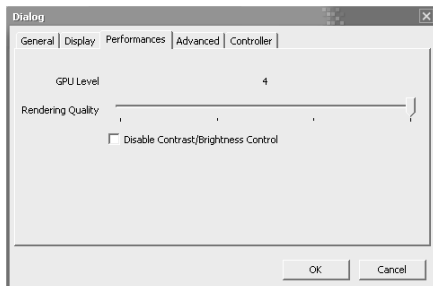 Dialog
General Display Performances Advanced Controller
GPU Level 4
Rendering Quality
Disable Contrast/Brightness Control
OK Cancel